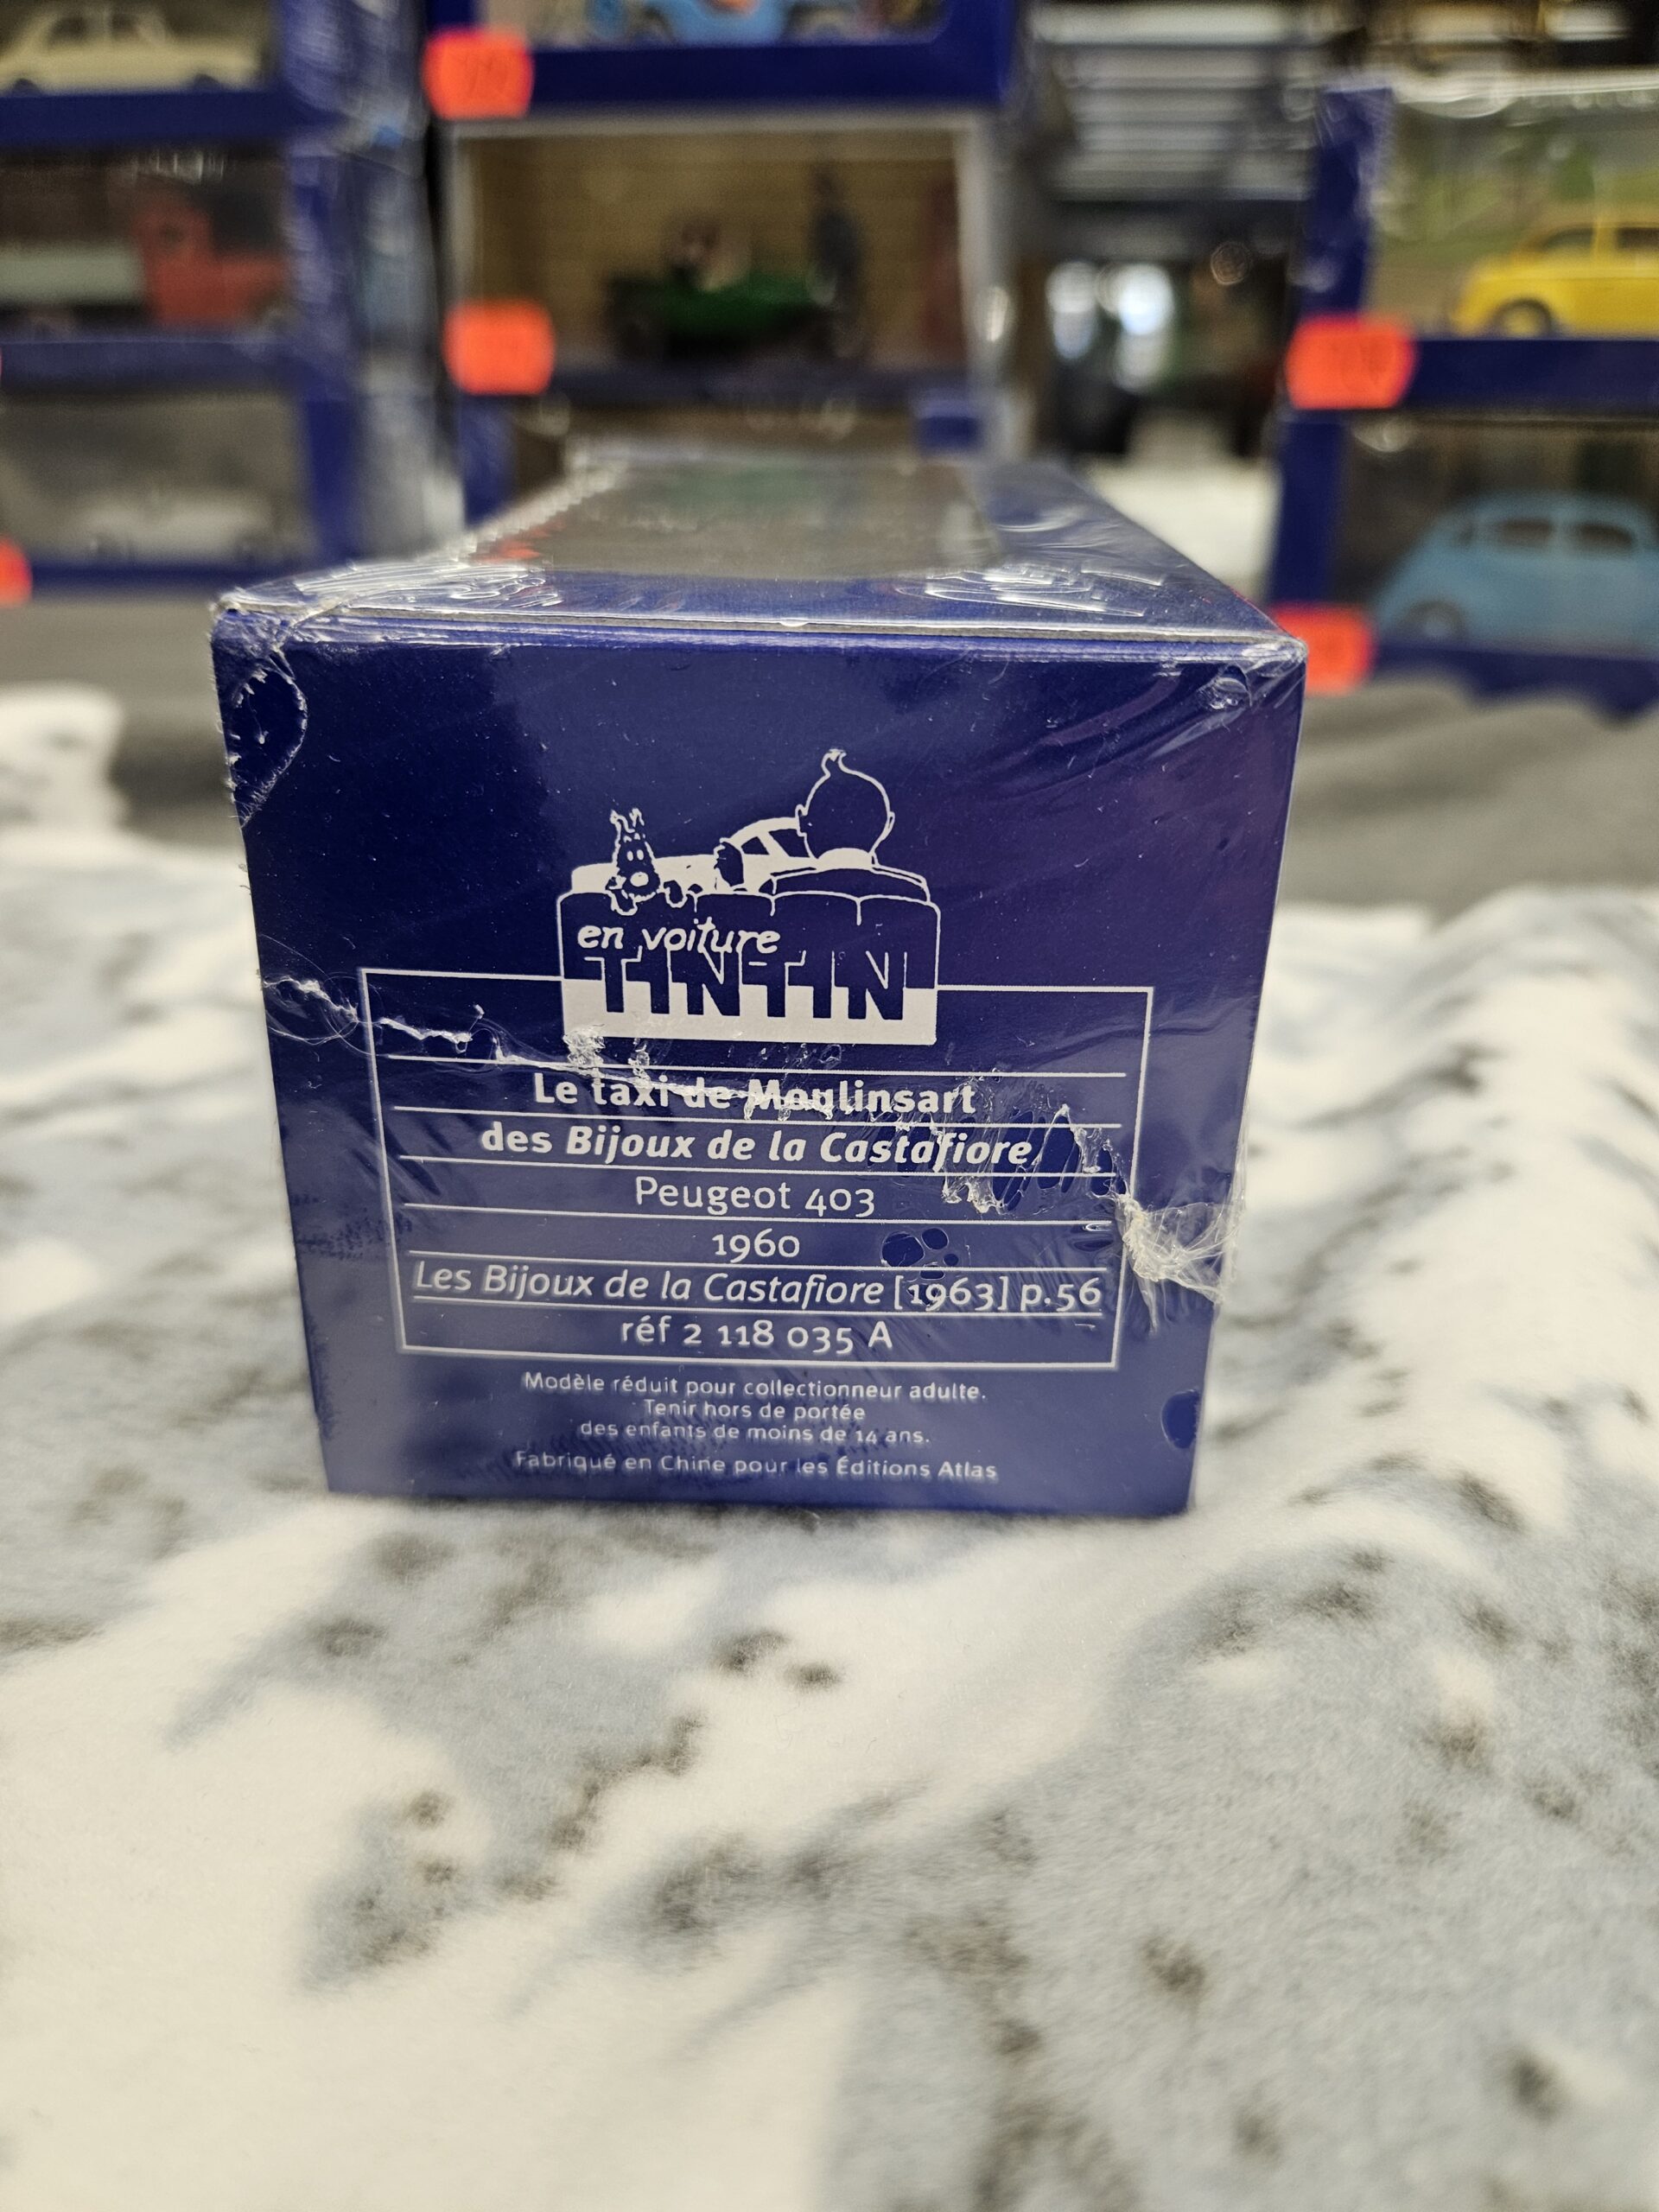 en voiture
TINTIN
Le taxi de Moulinsart
des Bijoux de la Castafiore
Peugeot 403
1960
Les Bijoux de la Castafiore [1963] p.56
réf 2 118 035 A
Modèle réduit pour collectionneur adulte.
Tenir hors de portée
des enfants de moins de 14 ans.
Fabriqué en Chine pour les Éditions Atlas